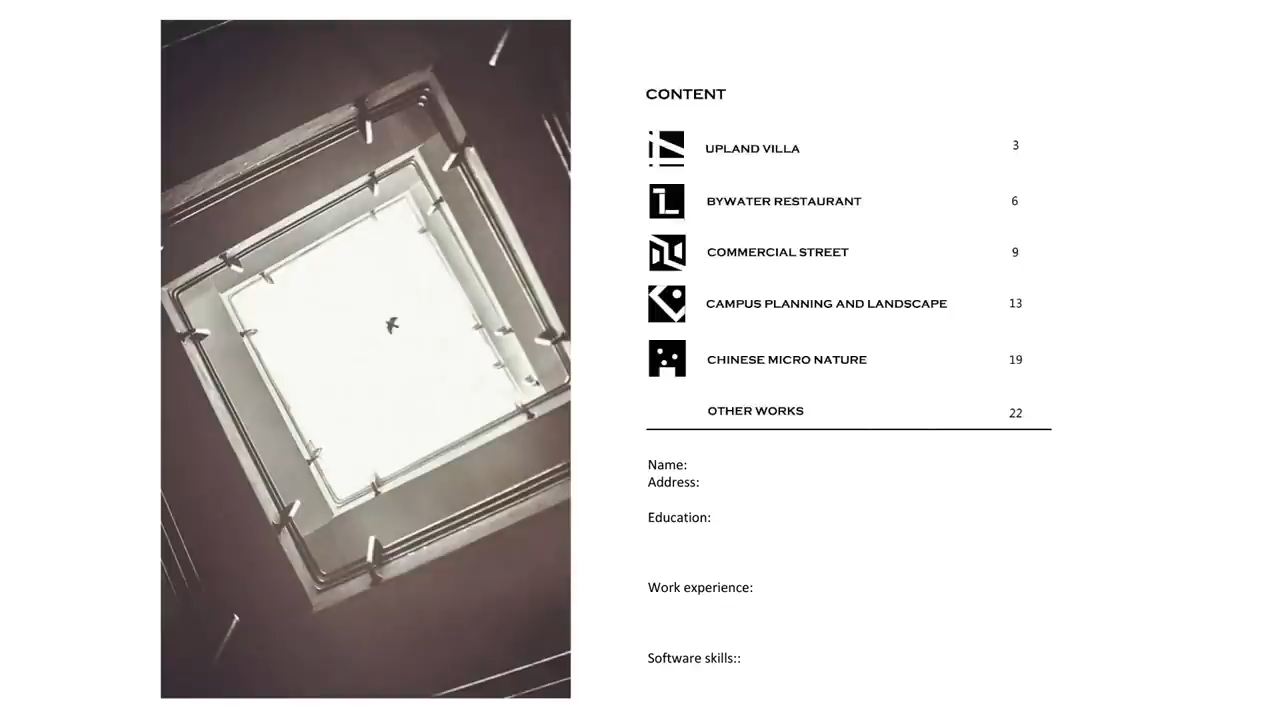 CONTENT
UPLAND VILLA 3
BYWATER RESTAURANT 6
COMMERCIAL STREET 9
CAMPUS PLANNING AND LANDSCAPE 13
CHINESE MICRO NATURE 19
OTHER WORKS 22
Name:
Address:
Education:
Work experience:
Software skills::